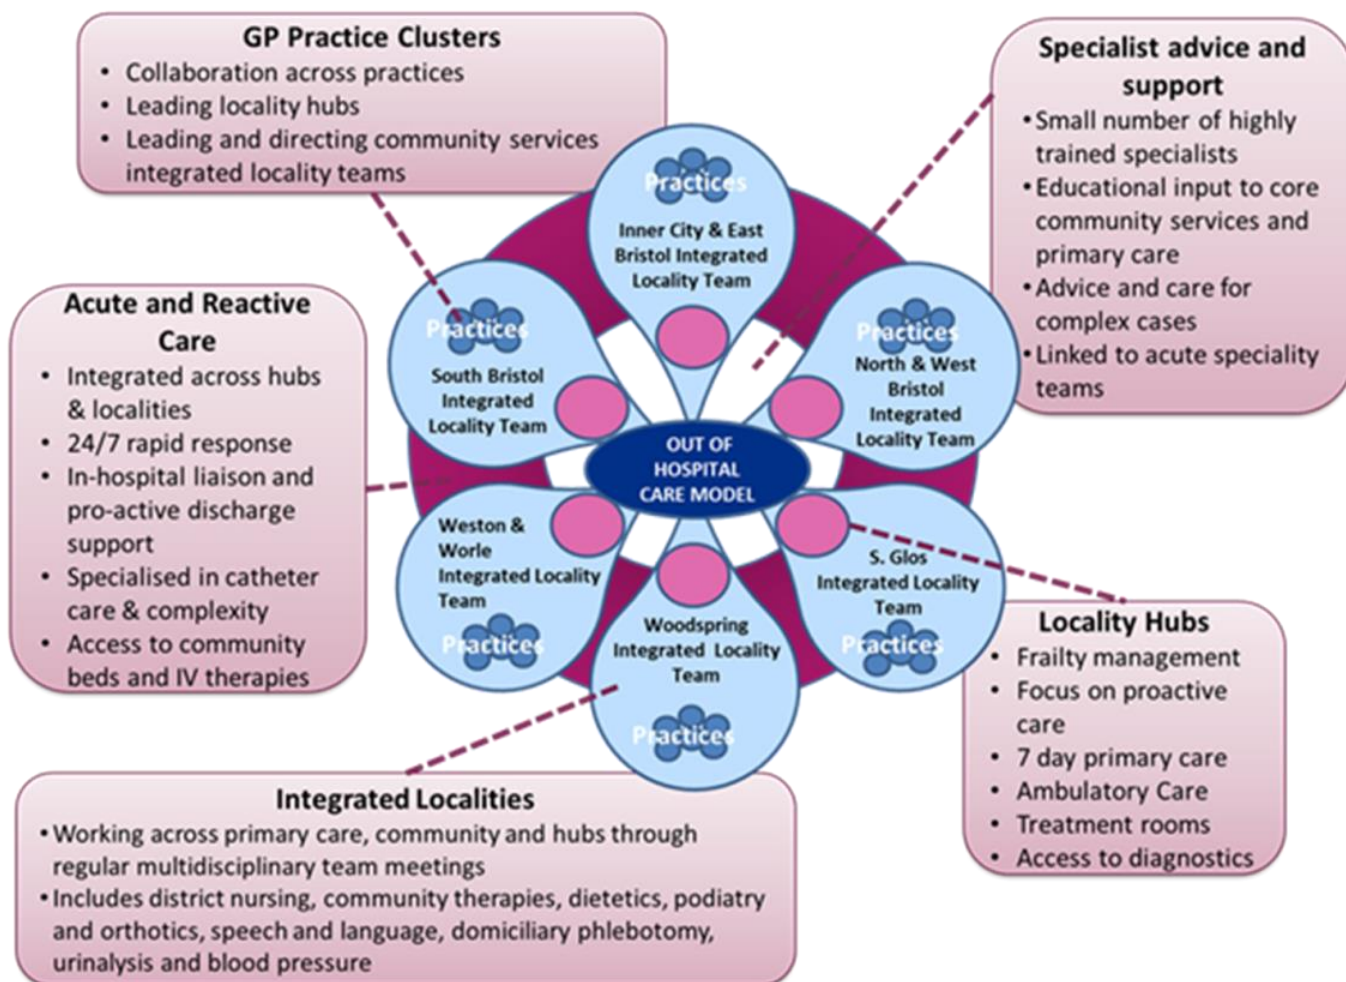 GP Practice Clusters
• Collaboration across practices
• Leading locality hubs
• Leading and directing community services
integrated locality teams
Specialist advice and
support
• Small number of highly
trained specialists
• Educational input to core
community services and
primary care
• Advice and care for
complex cases
• Linked to acute speciality
teams
Acute and Reactive
Care
• Integrated across hubs
& localities
• 24/7 rapid response
• In-hospital liaison and
pro-active discharge
support
• Specialised in catheter
care & complexity
• Access to community
beds and IV therapies
Practices
Inner City & East
Bristol Integrated
Locality Team
Practices
South Bristol
Integrated
Locality Team
Practices
North & West
Bristol
Integrated
Locality Team
OUT OF
HOSPITAL
CARE MODEL
Weston &
Worle
Integrated Locality
Team
Practices
Woodspring
Integrated Locality
Team
Practices
S. Glos
Integrated Locality
Team
Practices
Locality Hubs
• Frailty management
• Focus on proactive
care
• 7 day primary care
• Ambulatory Care
• Treatment rooms
• Access to diagnostics
Integrated Localities
• Working across primary care, community and hubs through
regular multidisciplinary team meetings
• Includes district nursing, community therapies, dietetics, podiatry
and orthotics, speech and language, domiciliary phlebotomy,
urinalysis and blood pressure